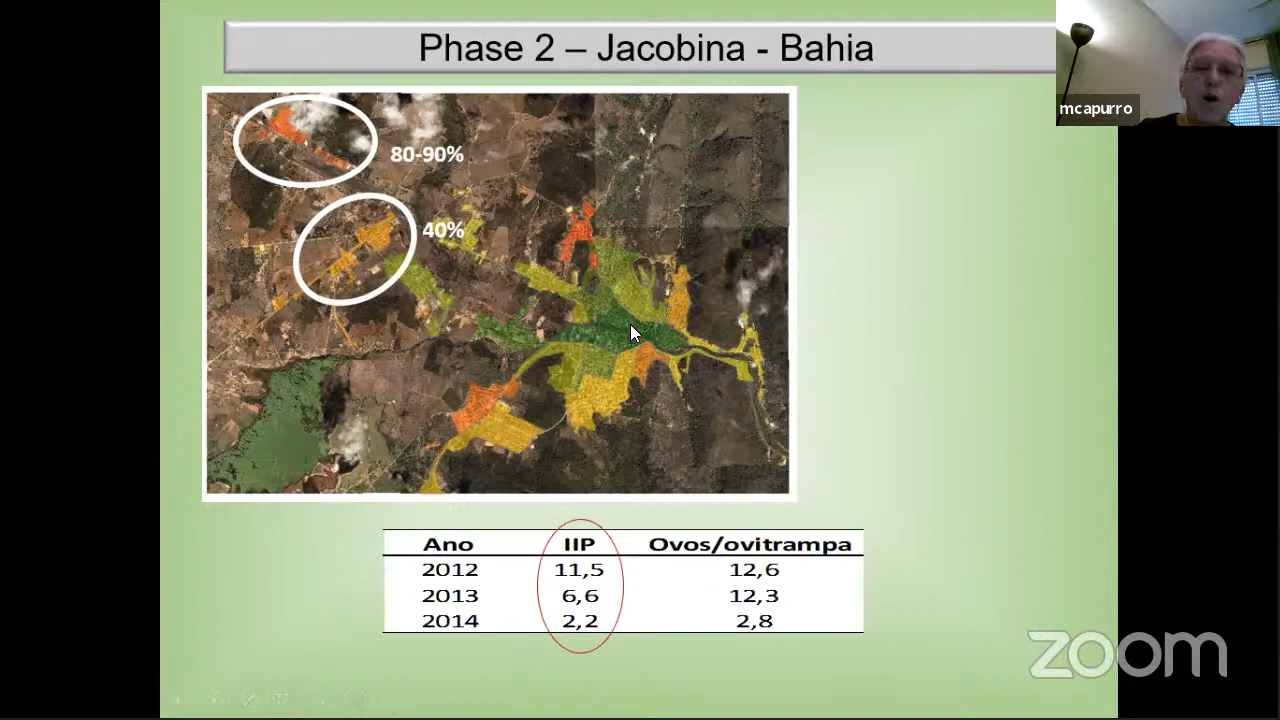 Phase 2 – Jacobina - Bahia
mcapurro
80-90%
40%
Ano IIP Ovos/ovitrampa
2012 11,5 12,6
2013 6,6 12,3
2014 2,2 2,8
zoom